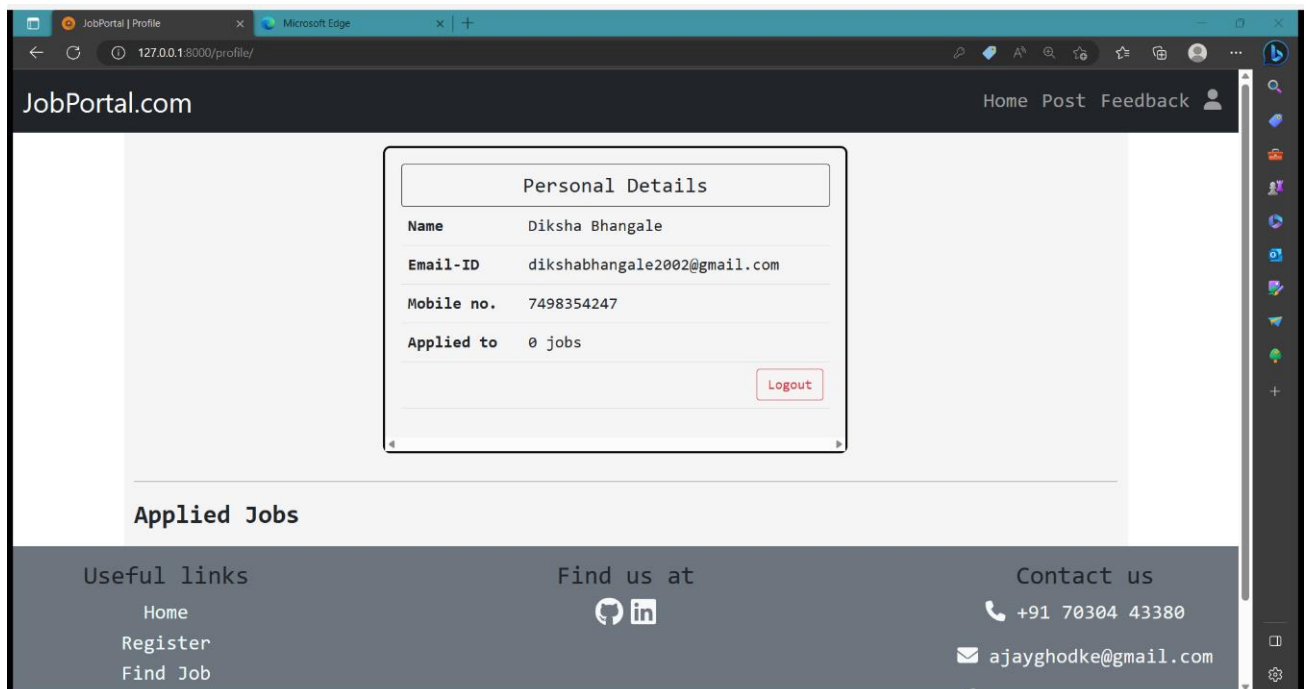 JobPortal | Profile
Microsoft Edge
127.0.0.1:8000/profile/
JobPortal.com
Home Post Feedback
Personal Details
Name Diksha Bhangale
Email-ID dikshabhangale2002@gmail.com
Mobile no. 7498354247
Applied to 0 jobs
Logout
Applied Jobs
Useful links
Home
Register
Find Job
Find us at
Contact us
+91 70304 43380
ajayghodke@gmail.com